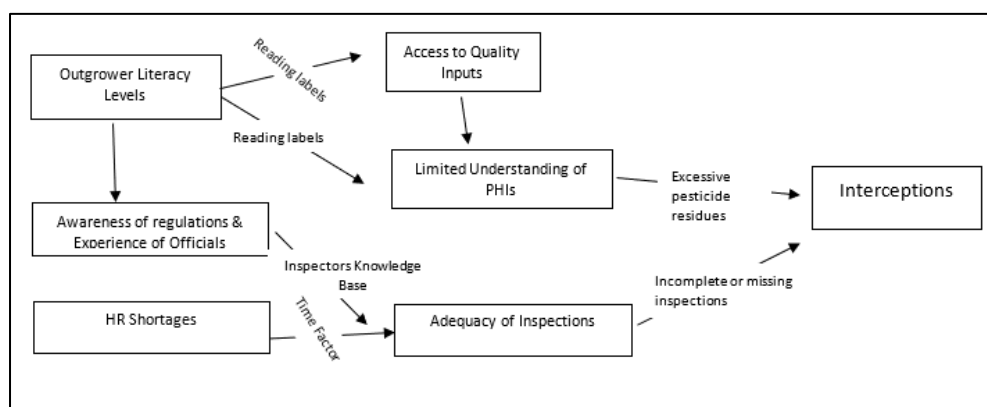 Outgrower Literacy
Levels
Reading labels
Access to Quality
Inputs
Reading labels
Limited Understanding of
PHIs
Excessive
pesticide
residues
Interceptions
Awareness of regulations &
Experience of Officials
Inspectors Knowledge
Base
Incomplete or missing
inspections
HR Shortages
Time Factor
Adequacy of Inspections